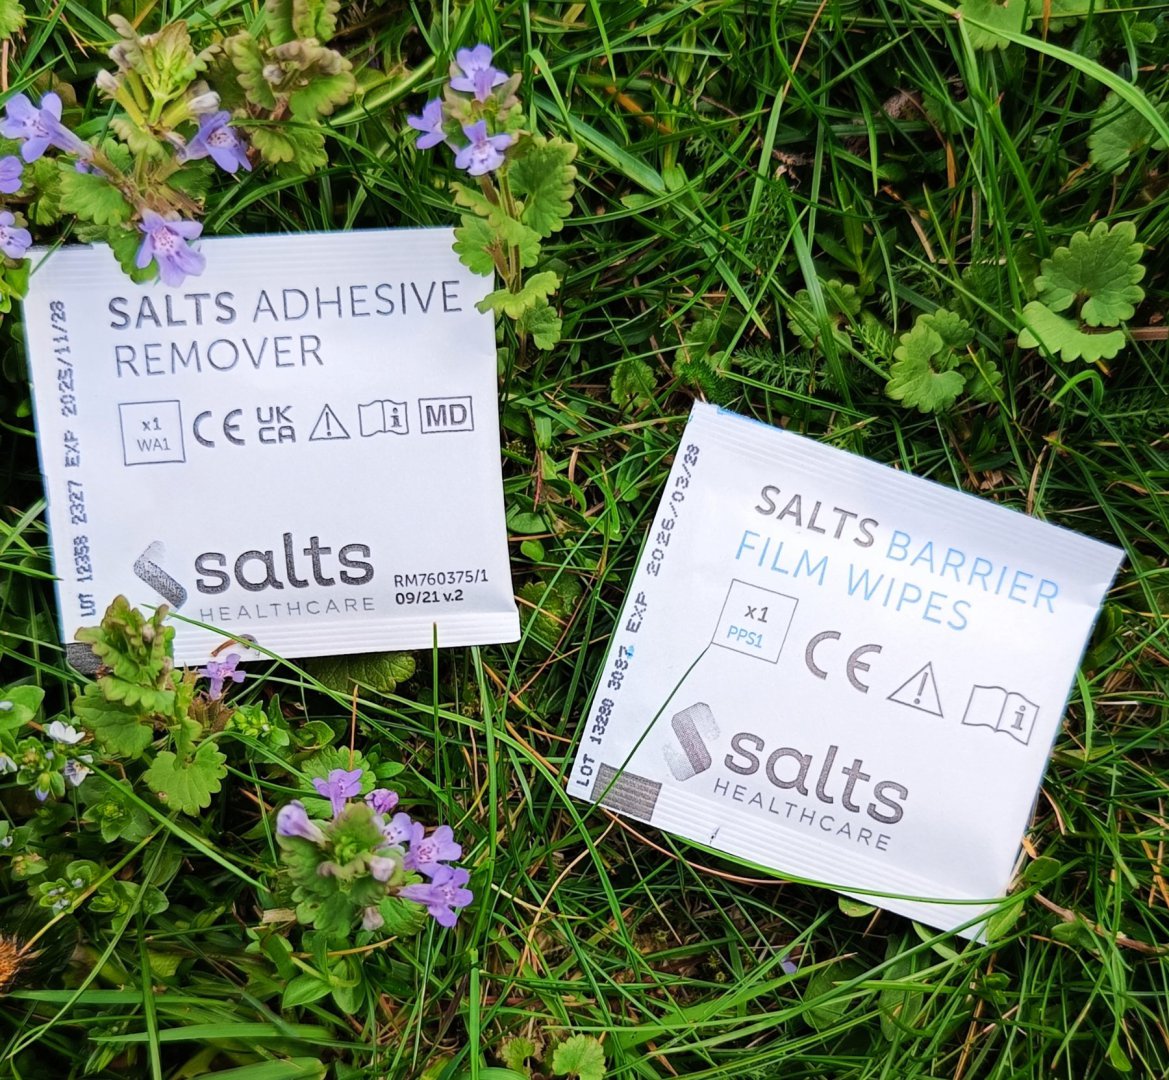 SALTS ADHESIVE
REMOVER
x1
WA1
CE
UK
CA
i
MD
salts
HEALTHCARE
RM760375/1
09/21 v.2
LOT 12358 2327 EXP 2025/11/28
SALTS BARRIER
FILM WIPES
x1
PPS1
CE
i
salts
HEALTHCARE
LOT 13280 3087 EXP 2026/03/28